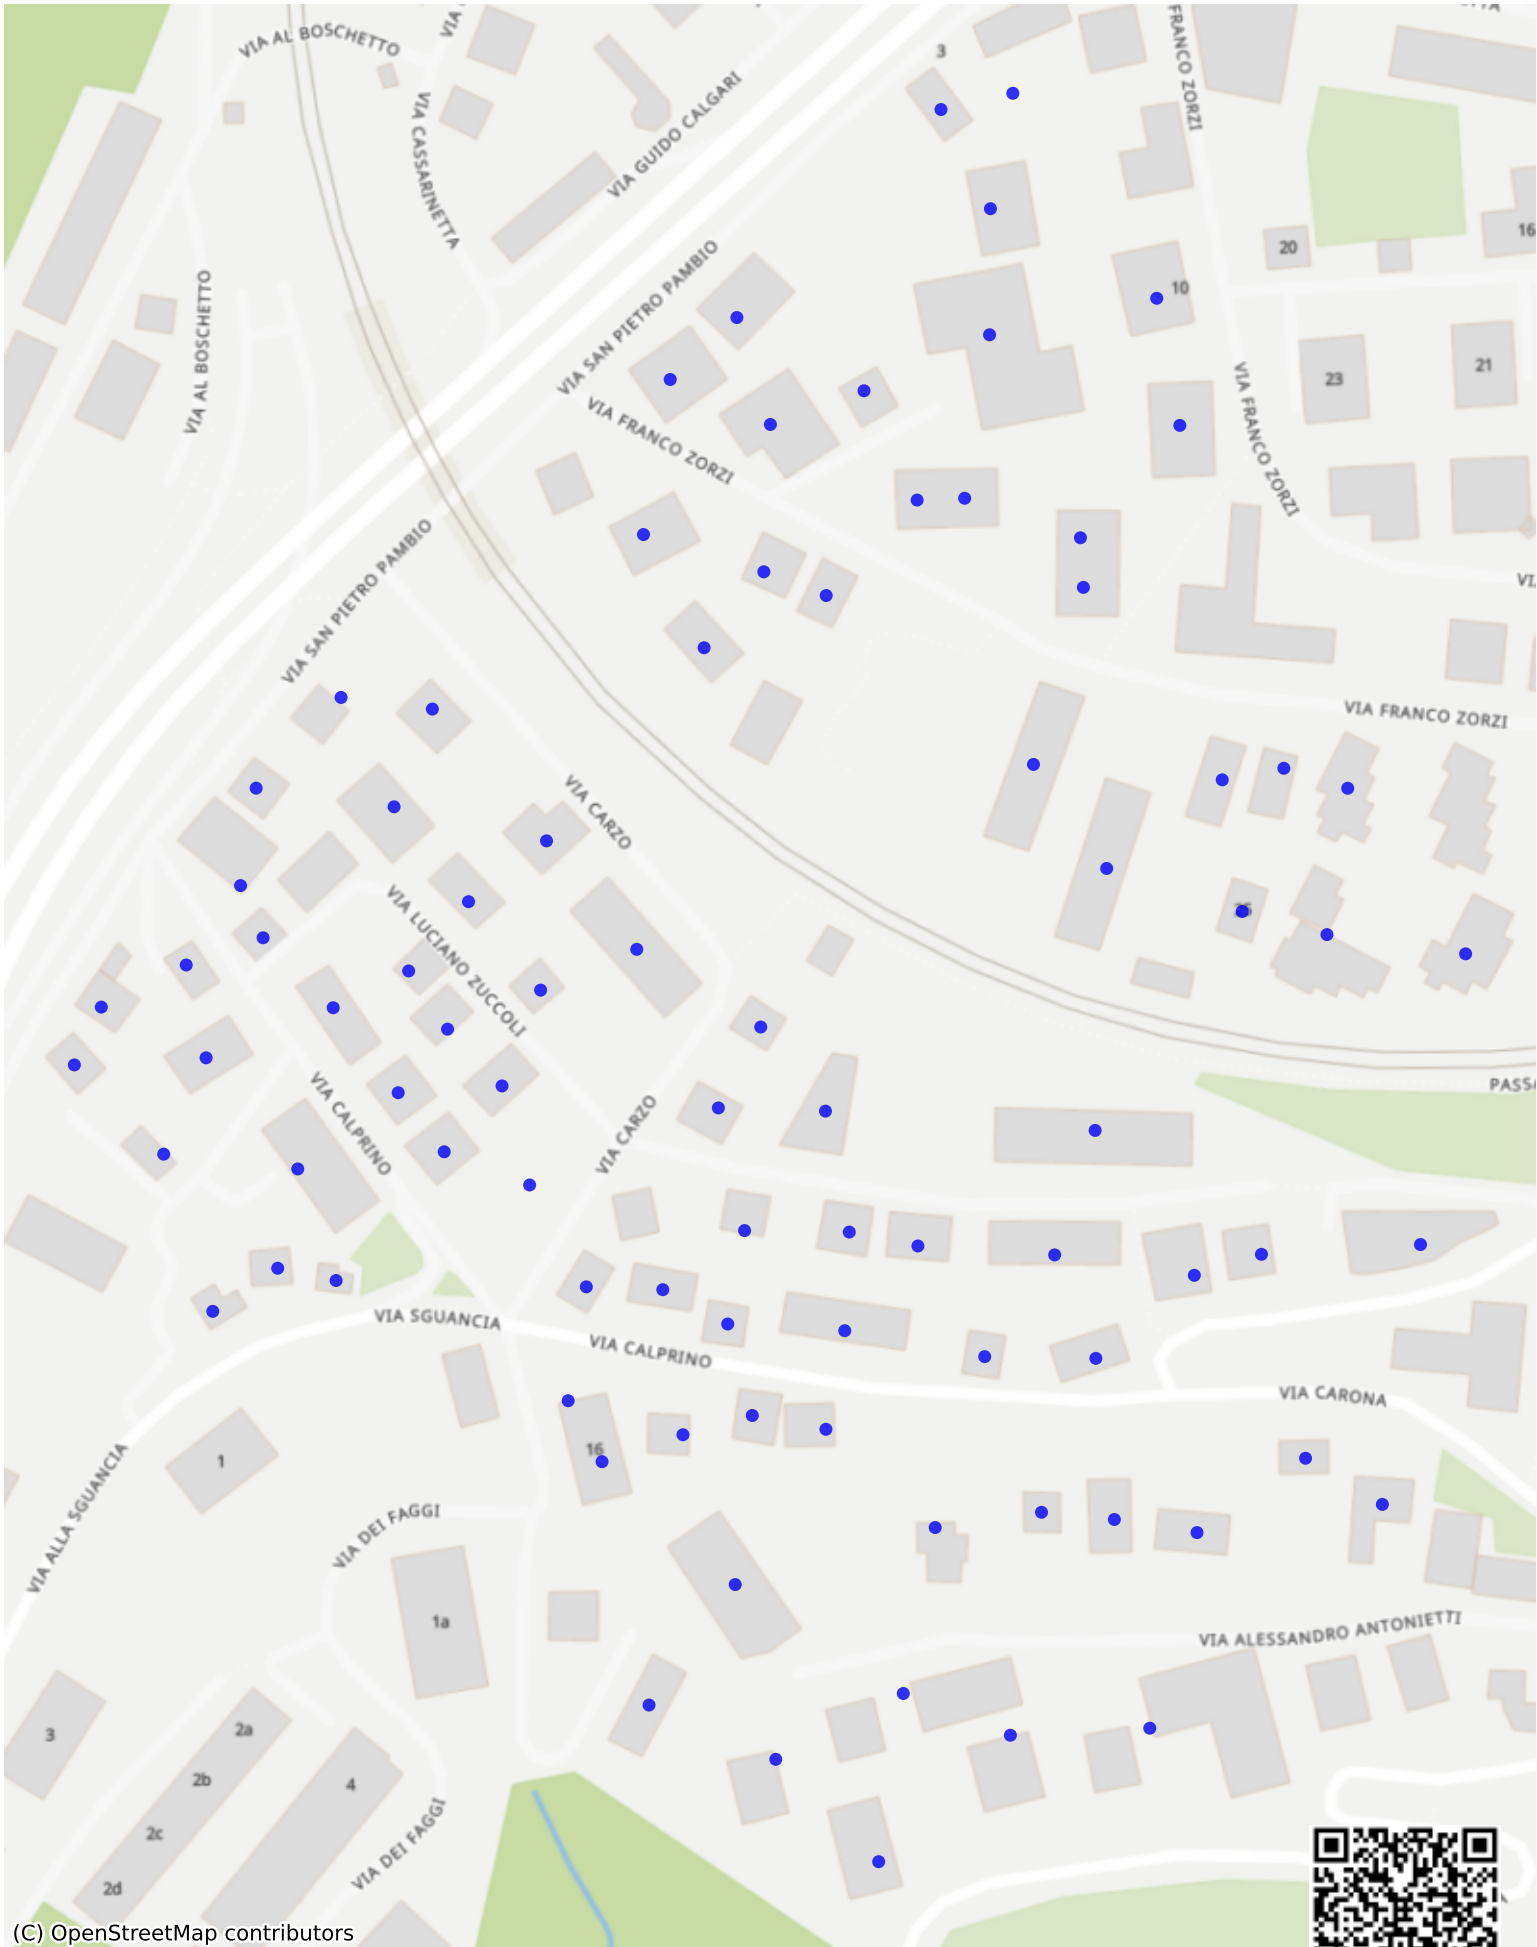 VIA AL BOSCHETTO
VIA
3
VIA FRANCO ZORZI
VIA CASSARINETTA
VIA GUIDO CALGARI
20
16
VIA AL BOSCHETTO
VIA SAN PIETRO PAMBIO
10
23
21
VIA FRANCO ZORZI
VIA FRANCO ZORZI
VIA SAN PIETRO PAMBIO
VIA FRANCO ZORZI
VIA CARZO
VIA LUCIANO ZUCCOLI
VIA CALPRINO
VIA CARZO
VIA SGUANCIA
VIA CALPRINO
VIA CARONA
1
16
VIA ALLA SGUANCIA
VIA DEI FAGGI
1a
VIA ALESSANDRO ANTONIETTI
3
2a
2b
4
2c
2d
VIA DEI FAGGI
(C) OpenStreetMap contributors